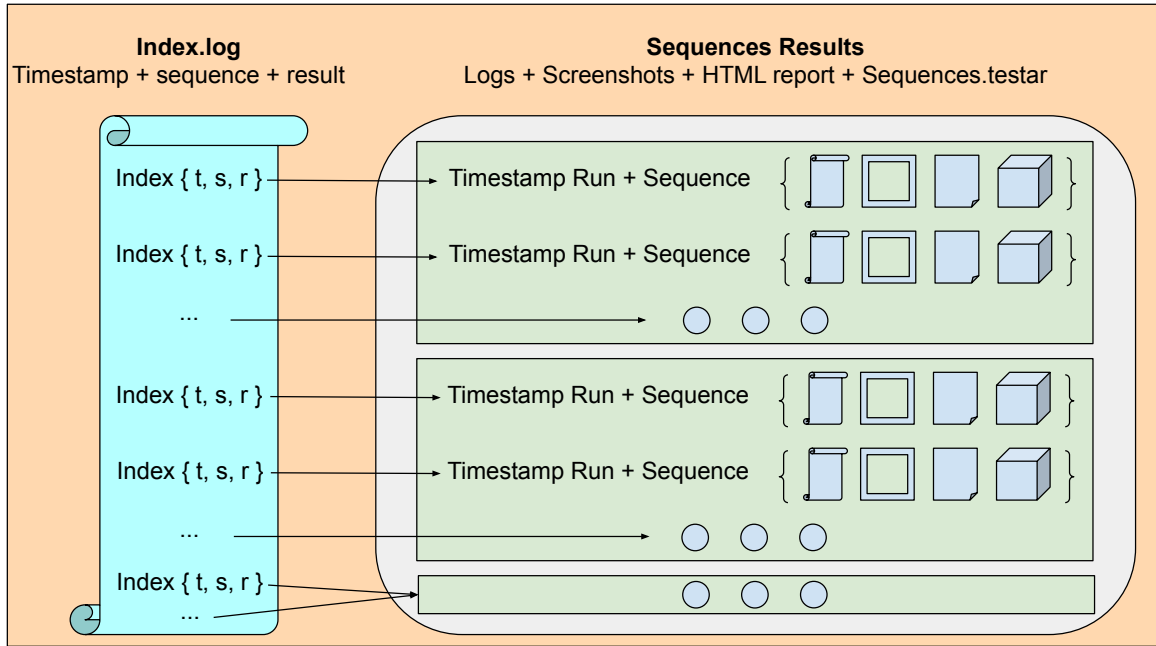 Index.log
Timestamp + sequence + result
Sequences Results
Logs + Screenshots + HTML report + Sequences.testar
Index { t, s, r }
Timestamp Run + Sequence
Index { t, s, r }
Timestamp Run + Sequence
...
Index { t, s, r }
Timestamp Run + Sequence
Index { t, s, r }
Timestamp Run + Sequence
...
Index { t, s, r }
...